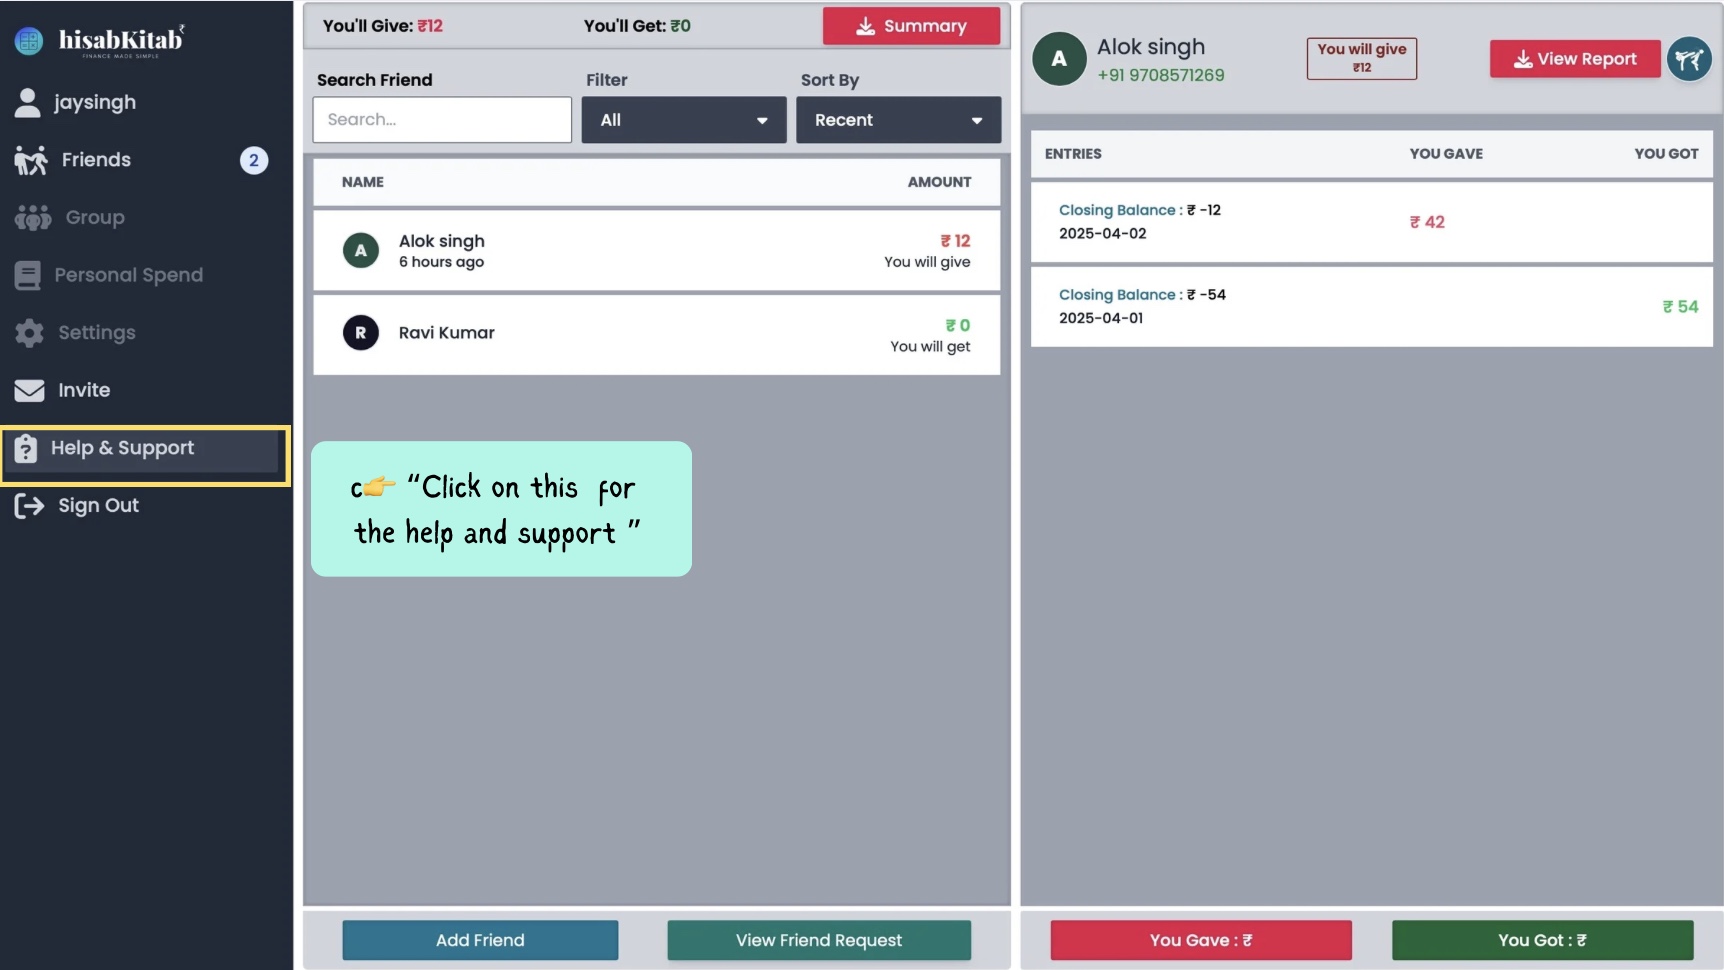 hisabKitab₹
FINANCE MADE SIMPLE
jaysingh
Friends 2
Group
Personal Spend
Settings
Invite
Help & Support
Sign Out
You'll Give: ₹12 You'll Get: ₹0 Summary
Search Friend Filter Sort By
Search... All Recent
NAME AMOUNT
A Alok singh ₹ 12
6 hours ago You will give
R Ravi Kumar ₹ 0
You will get
c👉 “Click on this for
the help and support ”
Add Friend View Friend Request
A Alok singh
+91 9708571269
You will give
₹12
View Report
ENTRIES YOU GAVE YOU GOT
Closing Balance : ₹ -12
2025-04-02
₹ 42
Closing Balance : ₹ -54
2025-04-01
₹ 54
You Gave : ₹ You Got : ₹